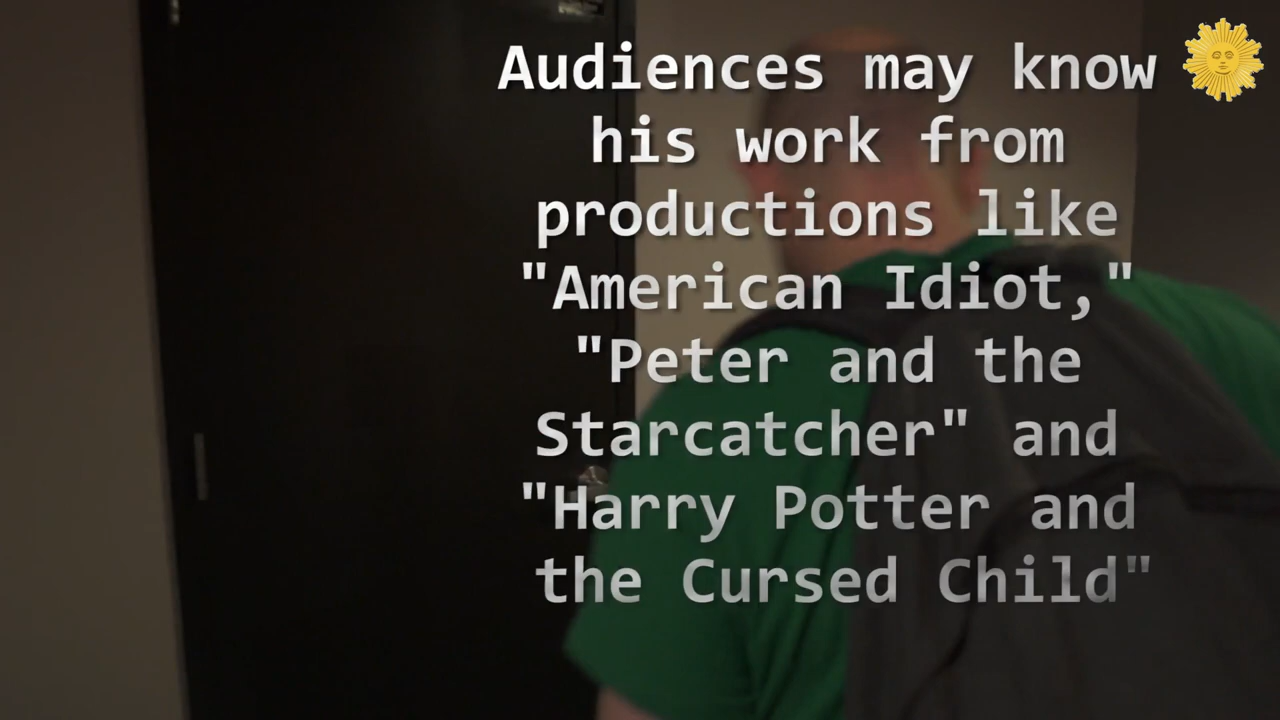 Audiences may know
his work from
productions like
"American Idiot,"
"Peter and the
Starcatcher" and
"Harry Potter and
the Cursed Child"